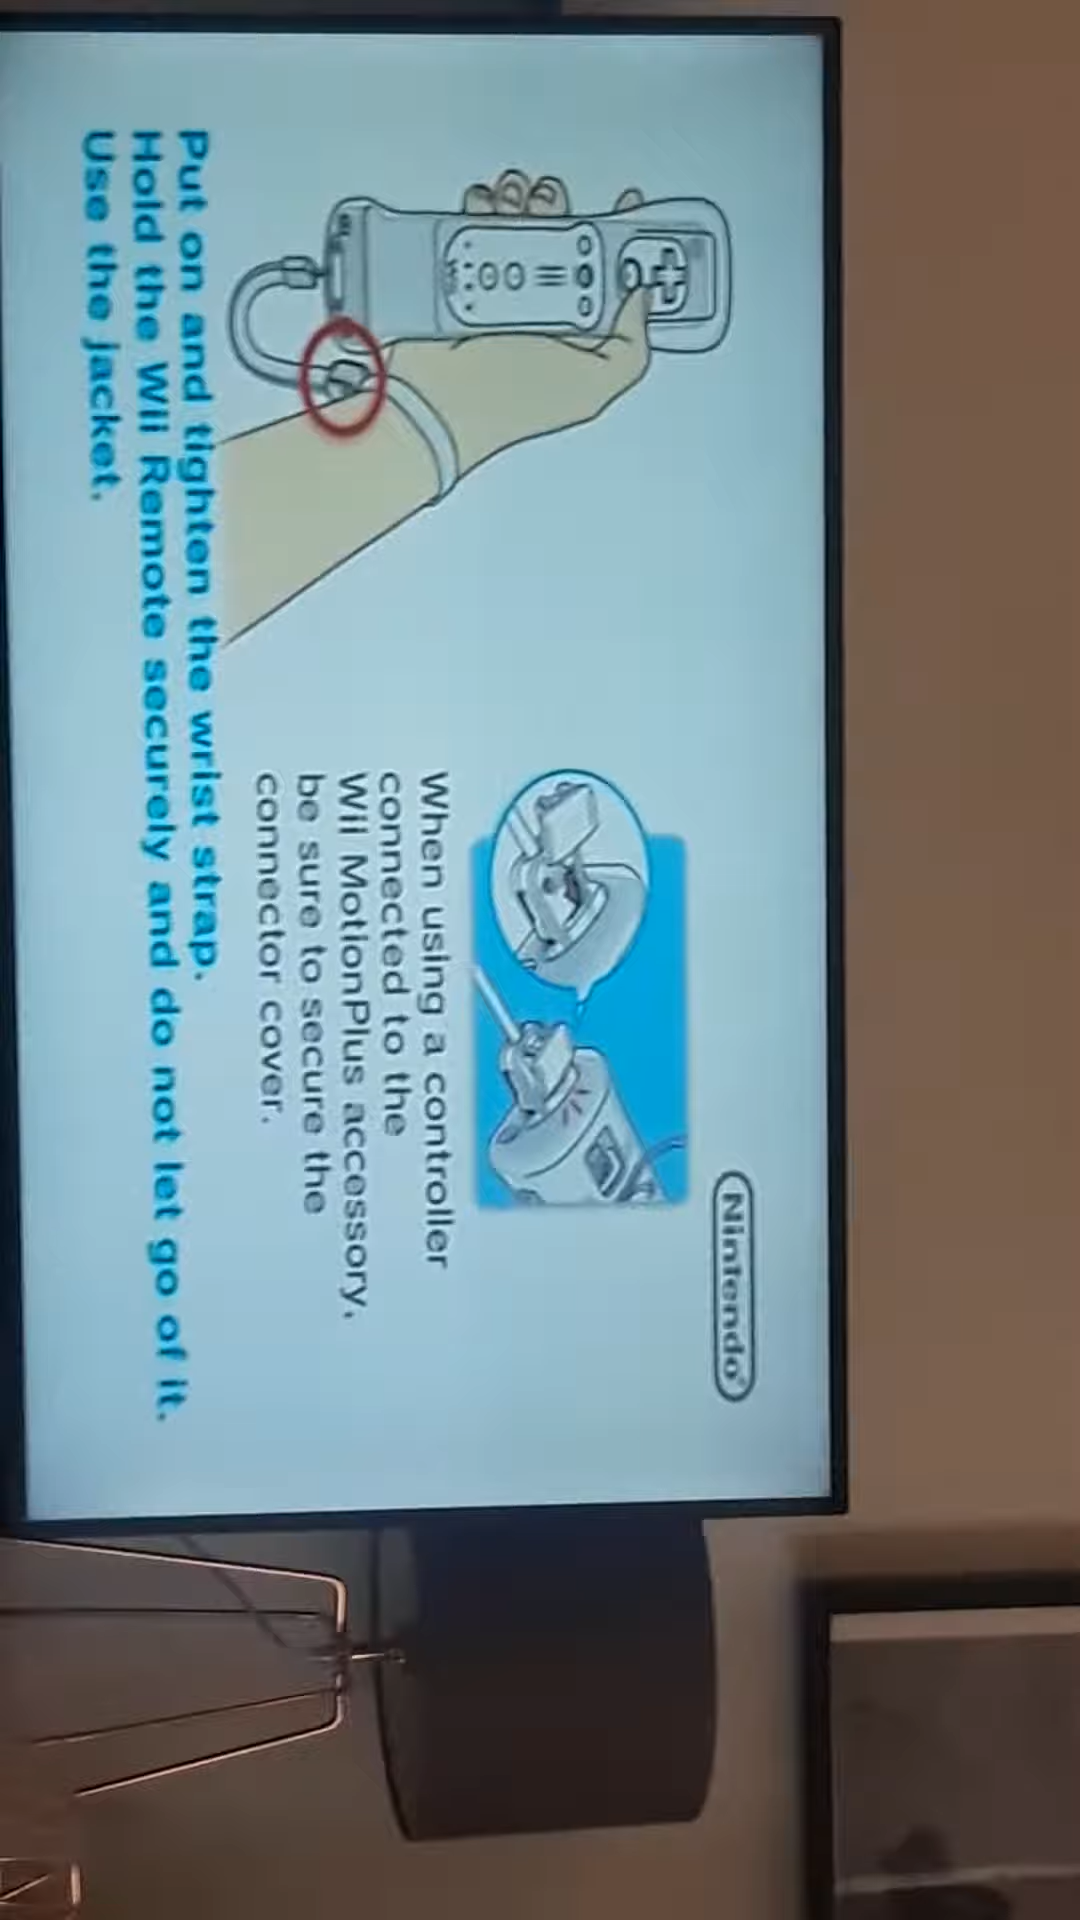 Nintendo®
Wii
When using a controller
connected to the
Wii MotionPlus accessory,
be sure to secure the
connector cover.
Put on and tighten the wrist strap.
Hold the Wii Remote securely and do not let go of it.
Use the jacket.